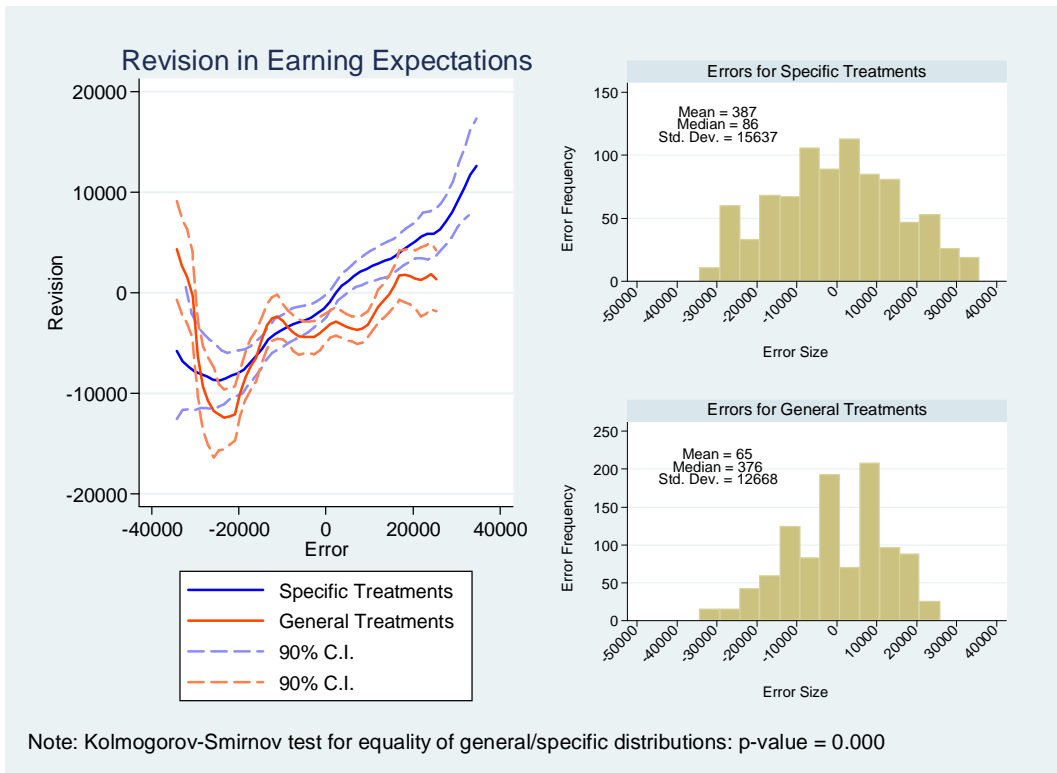 Revision in Earning Expectations
20000
10000
0
-10000
-20000
Revision
-40000 -20000 0 20000 40000
Error
Specific Treatments
General Treatments
90% C.I.
90% C.I.
Errors for Specific Treatments
Mean = 387
Median = 86
Std. Dev. = 15637
150
100
50
0
Error Frequency
-50000 -40000 -30000 -20000 -10000 0 10000 20000 30000 40000
Error Size
Errors for General Treatments
Mean = 65
Median = 376
Std. Dev. = 12668
250
200
150
100
50
0
Error Frequency
-50000 -40000 -30000 -20000 -10000 0 10000 20000 30000 40000
Error Size
Note: Kolmogorov-Smirnov test for equality of general/specific distributions: p-value = 0.000